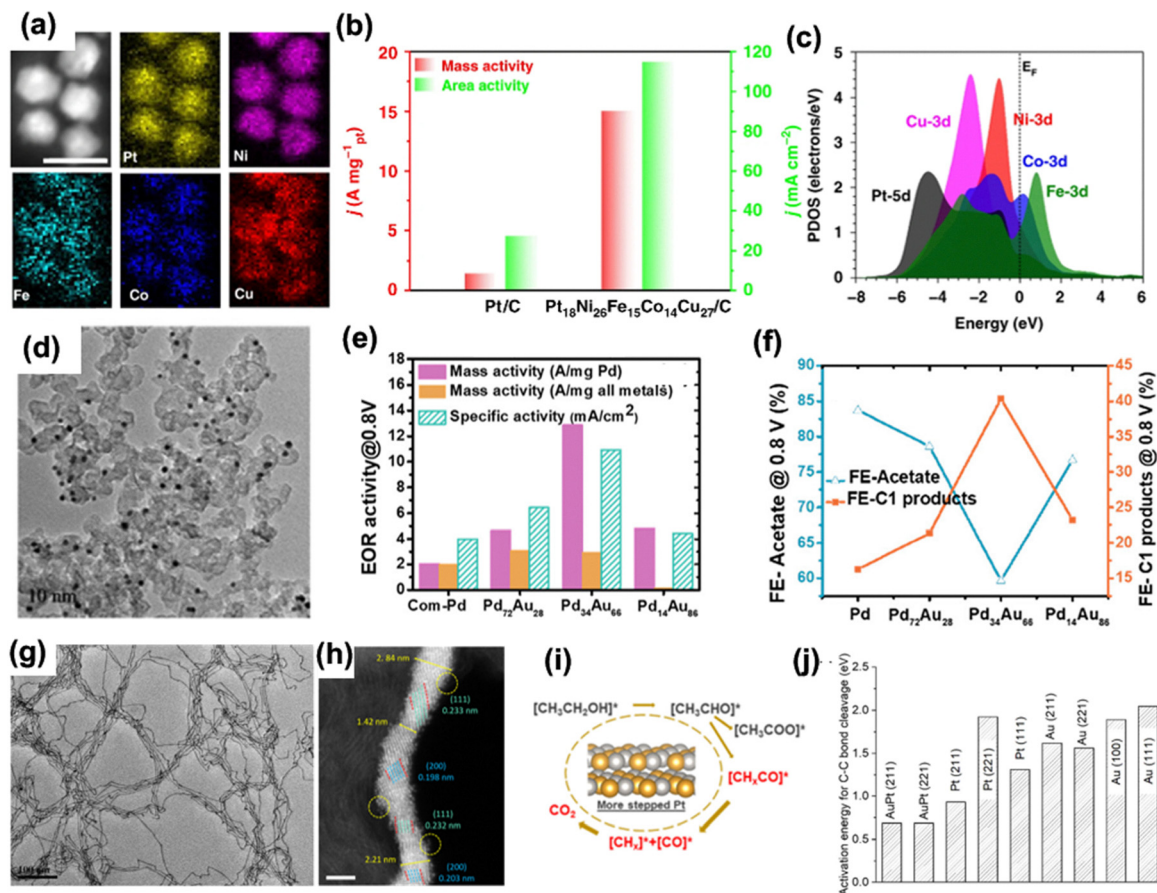 (a)
Pt
Ni
Fe
Co
Cu
(b)
Mass activity
Area activity
j (A mg⁻¹pt)
20
15
10
5
0
j (mA cm⁻²)
120
100
80
60
40
20
0
Pt/C
Pt₁₈Ni₂₆Fe₁₅Co₁₄Cu₂₇/C
(c)
PDOS (electrons/eV)
5
4
3
2
1
0
E_F
Cu-3d
Ni-3d
Co-3d
Pt-5d
Fe-3d
−8 −6 −4 −2 0 2 4 6
Energy (eV)
(d)
10 nm
(e)
EOR activity@0.8V
18
16
14
12
10
8
6
4
2
0
Mass activity (A/mg Pd)
Mass activity (A/mg all metals)
Specific activity (mA/cm²)
Com-Pd Pd₇₂Au₂₈ Pd₃₄Au₆₆ Pd₁₄Au₈₆
(f)
FE- Acetate @ 0.8 V (%)
90
85
80
75
70
65
60
FE-Acetate
FE-C1 products
FE- C1 products @ 0.8 V (%)
45
40
35
30
25
20
15
Pd Pd₇₂Au₂₈ Pd₃₄Au₆₆ Pd₁₄Au₈₆
(g)
100 nm
(h)
2. 84 nm
(111)
0.233 nm
1.42 nm
(200)
0.198 nm
(111)
0.232 nm
2.21 nm
(200)
0.203 nm
(i)
[CH₃CH₂OH]*
[CH₃CHO]*
[CH₃COO]*
[CHₓCO]*
More stepped Pt
CO₂
[CHₓ]*+[CO]*
(j)
Activation energy for C-C bond cleavage (eV)
2.5
2.0
1.5
1.0
0.5
0.0
AuPt (211)
AuPt (221)
Pt (211)
Pt (221)
Pt (111)
Au (211)
Au (221)
Au (100)
Au (111)